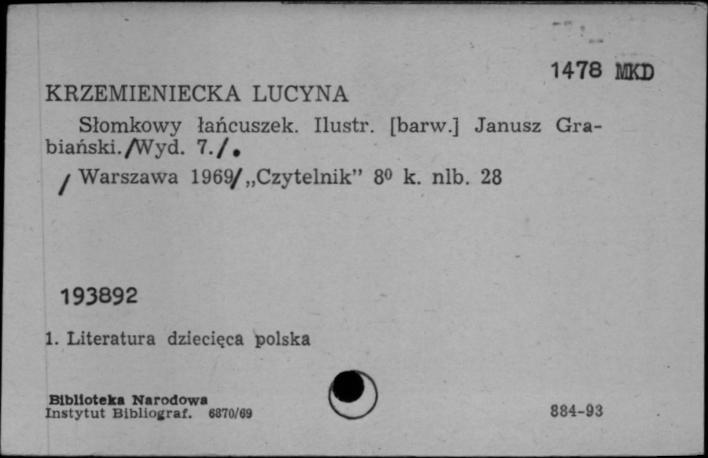 1478 MKD
KRZEMIENIECKA LUCYNA
Słomkowy łańcuszek. Ilustr. [barw.] Janusz Gra-
biański./Wyd. 7./.
/ Warszawa 1969/„Czytelnik” 8⁰ k. nlb. 28
193892
1. Literatura dziecięca polska
Biblioteka Narodowa
Instytut Bibliograf. 6870/69
884-93